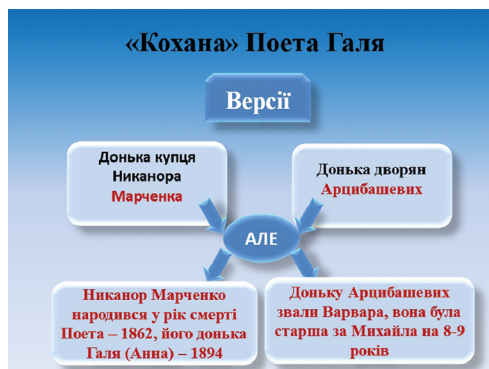 «Кохана» Поета Галя
Версії
Донька купця
Никанора
Марченка
Донька дворян
Арцибашевих
АЛЕ
Никанор Марченко
народився у рік смерті
Поета – 1862, його донька
Галя (Анна) – 1894
Доньку Арцибашевих
звали Варвара, вона була
старша за Михайла на 8-9
років